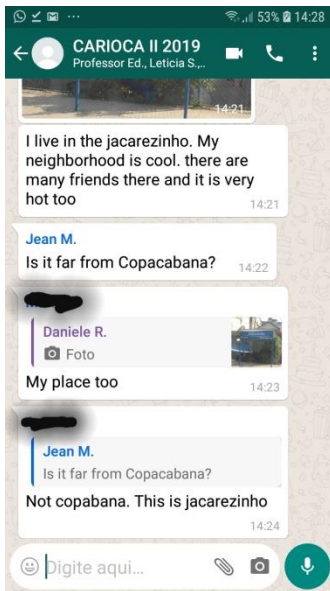 53% 14:28
CARIOCA II 2019
Professor Ed., Leticia S.,..
14:21
I live in the jacarezinho. My
neighborhood is cool. there are
many friends there and it is very
hot too
14:21
Jean M.
Is it far from Copacabana?
14:22
Daniele R.
Foto
My place too
14:23
Jean M.
Is it far from Copacabana?
Not copabana. This is jacarezinho
14:24
Digite aqui...